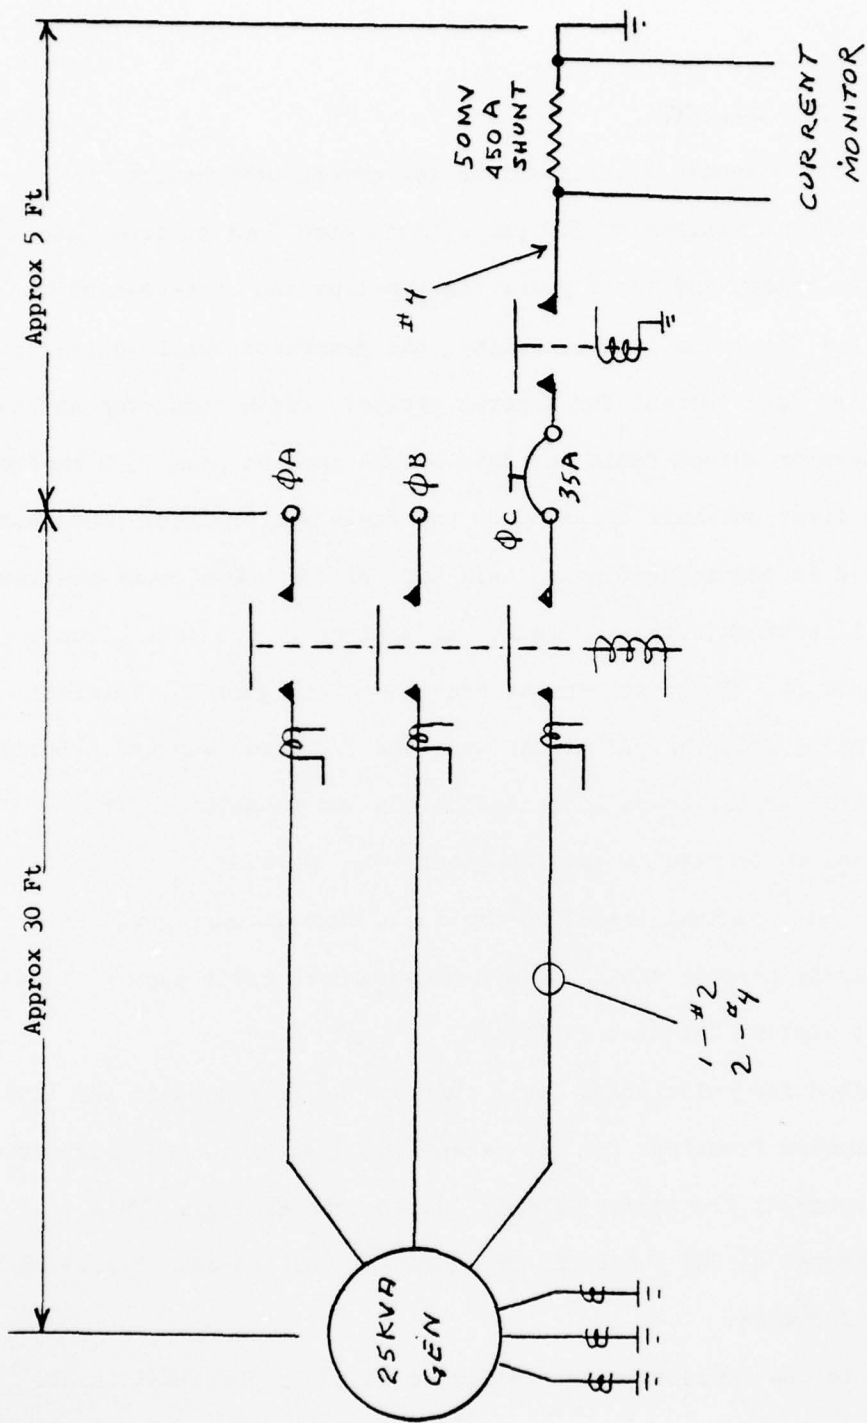 Approx 30 Ft
Approx 5 Ft
25KVA
GEN
1-#2
2 #4
ΦA
ΦB
ΦC
35A
#4
50MV
450A
SHUNT
CURRENT
MONITOR